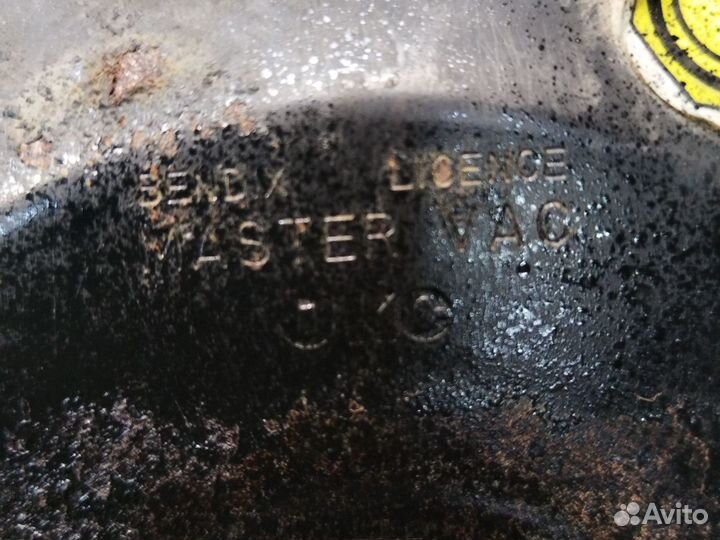 BENDIX LICENCE
MASTER VAC
Avito